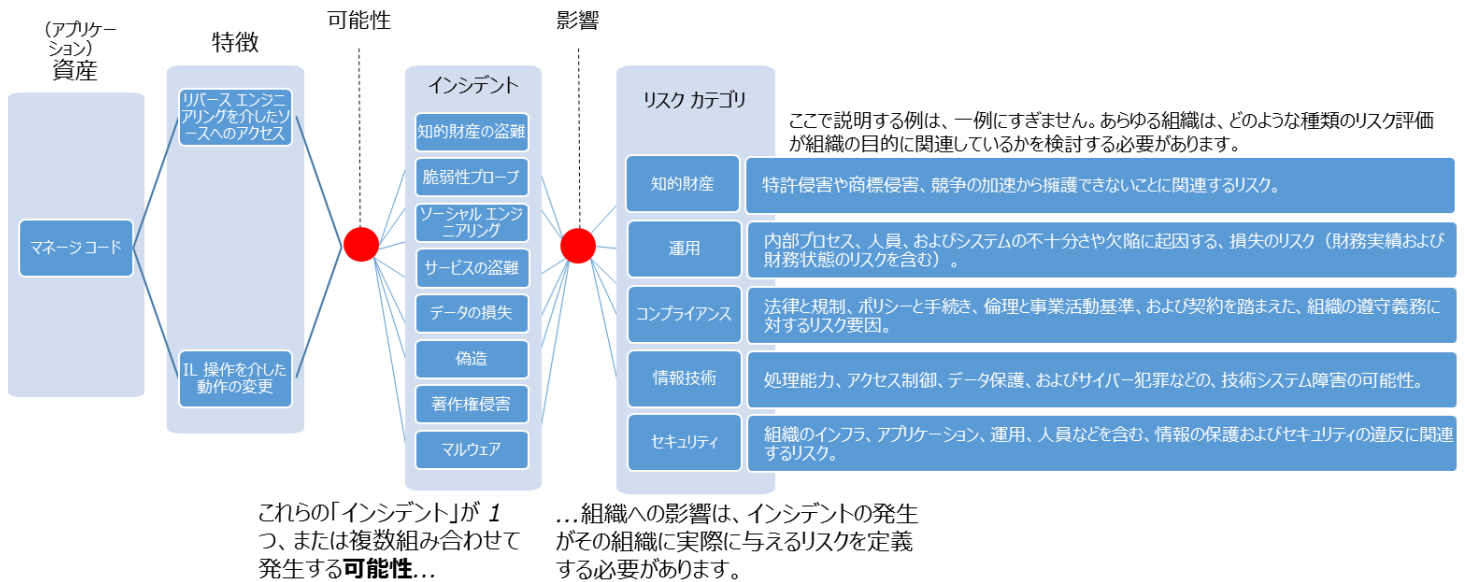 (アプリケー
ション)
資産
マネージコード
特徴
リバース エンジニ
アリングを介したソ
ースへのアクセス
IL 操作を介した
動作の変更
可能性
インシデント
知的財産の盗難
脆弱性プローブ
ソーシャル エンジ
ニアリング
サービスの盗難
データの損失
偽造
著作権侵害
マルウェア
これらの「インシデント」が 1
つ、または複数組み合わせて
発生する可能性...
影響
リスク カテゴリ
ここで説明する例は、一例にすぎません。あらゆる組織は、どのような種類のリスク評価
が組織の目的に関連しているかを検討する必要があります。
知的財産
特許侵害や商標侵害、競争の加速から擁護できないことに関連するリスク。
運用
内部プロセス、人員、およびシステムの不十分さや欠陥に起因する、損失のリスク（財務実績および
財務状態のリスクを含む）。
コンプライアンス
法律と規制、ポリシーと手続き、倫理と事業活動基準、および契約を踏まえた、組織の遵守義務に
対するリスク要因。
情報技術
処理能力、アクセス制御、データ保護、およびサイバー犯罪などの、技術システム障害の可能性。
セキュリティ
組織のインフラ、アプリケーション、運用、人員などを含む、情報の保護およびセキュリティの違反に関連
するリスク。
...組織への影響は、インシデントの発生
がその組織に実際に与えるリスクを定義
する必要があります。